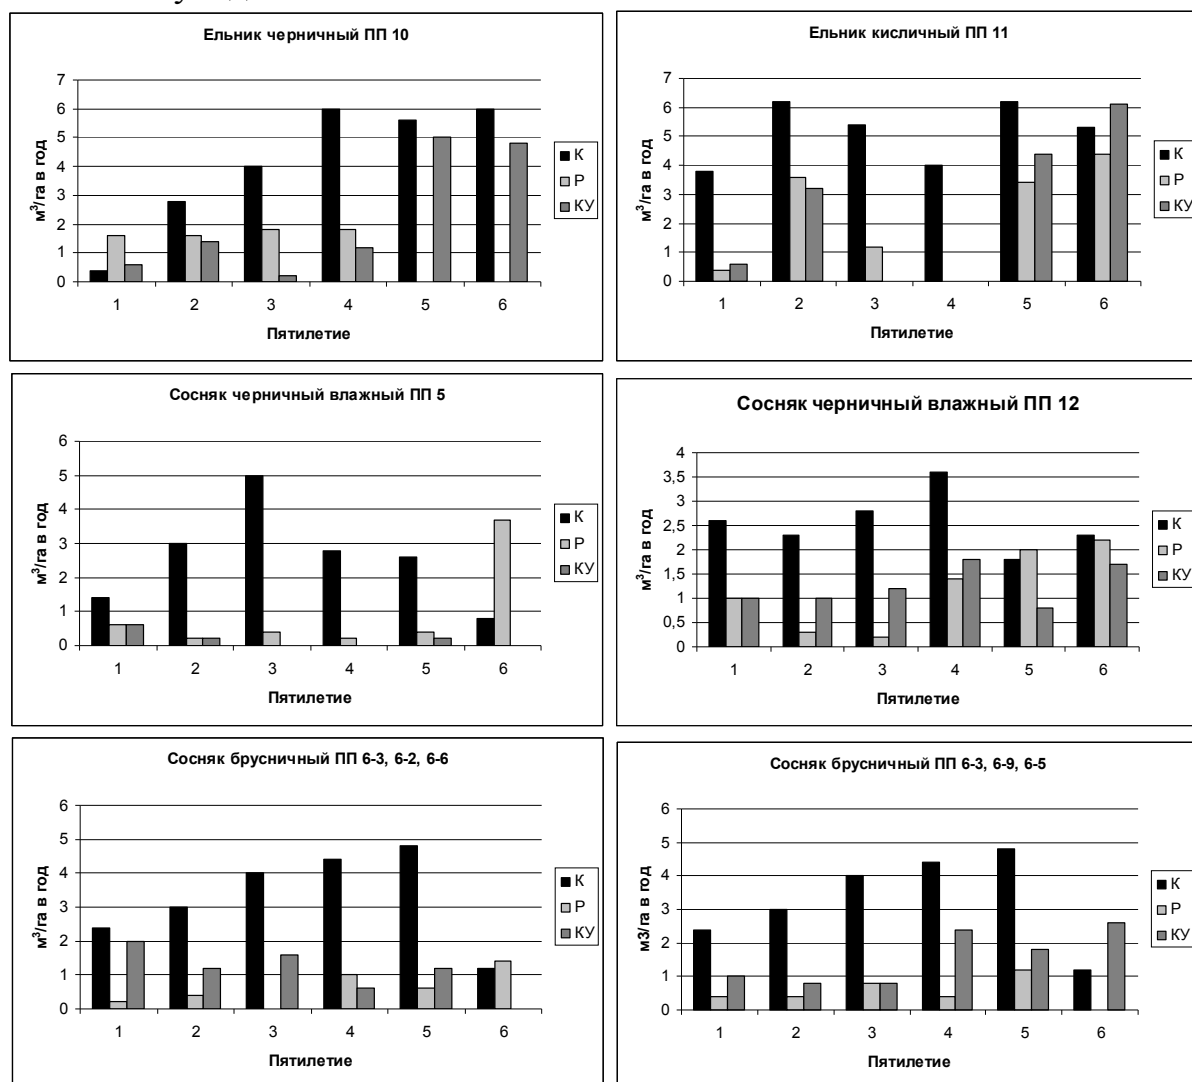 Ельник черничный ПП 10
м³/га в год
7
6
5
4
3
2
1
0
1 2 3 4 5 6
Пятилетие
К
Р
КУ
Ельник кисличный ПП 11
м³/га в год
7
6
5
4
3
2
1
0
1 2 3 4 5 6
Пятилетие
К
Р
КУ
Сосняк черничный влажный ПП 5
м³/га в год
6
5
4
3
2
1
0
1 2 3 4 5 6
Пятилетие
К
Р
КУ
Сосняк черничный влажный ПП 12
м³/га в год
4
3,5
3
2,5
2
1,5
1
0,5
0
1 2 3 4 5 6
Пятилетие
К
Р
КУ
Сосняк брусничный ПП 6-3, 6-2, 6-6
м³/га в год
6
5
4
3
2
1
0
1 2 3 4 5 6
Пятилетие
К
Р
КУ
Сосняк брусничный ПП 6-3, 6-9, 6-5
м3/га в год
6
5
4
3
2
1
0
1 2 3 4 5 6
Пятилетие
К
Р
КУ